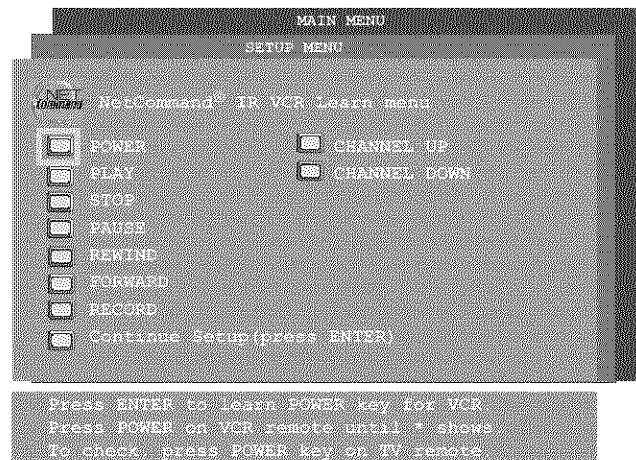 MAIN MENU
SETUP MENU
NET
Command
NetCommand® IR VCR Learn menu
POWER
PLAY
STOP
PAUSE
REWIND
FORWARD
RECORD
Continue Setup(press ENTER)
CHANNEL UP
CHANNEL DOWN
Press ENTER to learn POWER key for VCR
Press POWER on VCR remote until * shows
To check, press POWER key on TV remote